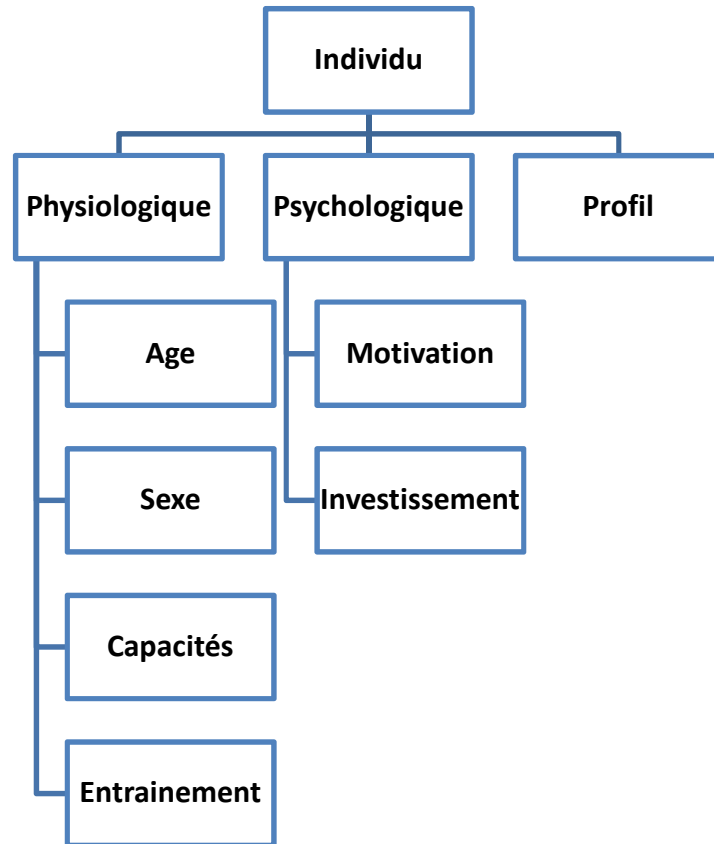 Individu
Physiologique
Psychologique
Profil
Age
Motivation
Sexe
Investissement
Capacités
Entrainement